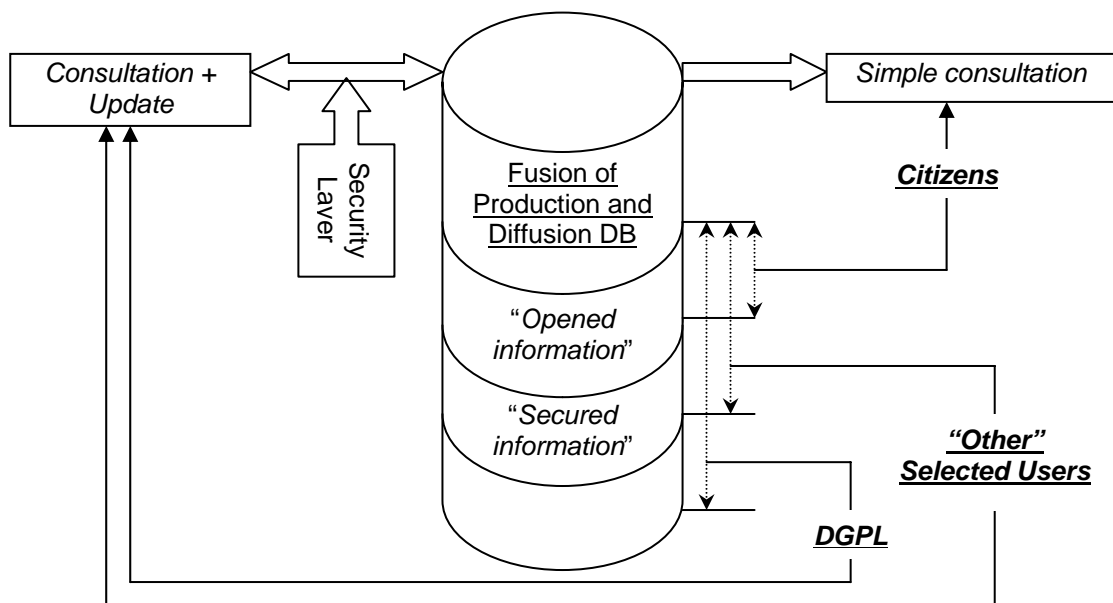 Consultation +
Update
Simple consultation
Security
Laver
Fusion of
Production and
Diffusion DB
Citizens
“Opened
information”
“Secured
information”
“Other”
Selected Users
DGPL